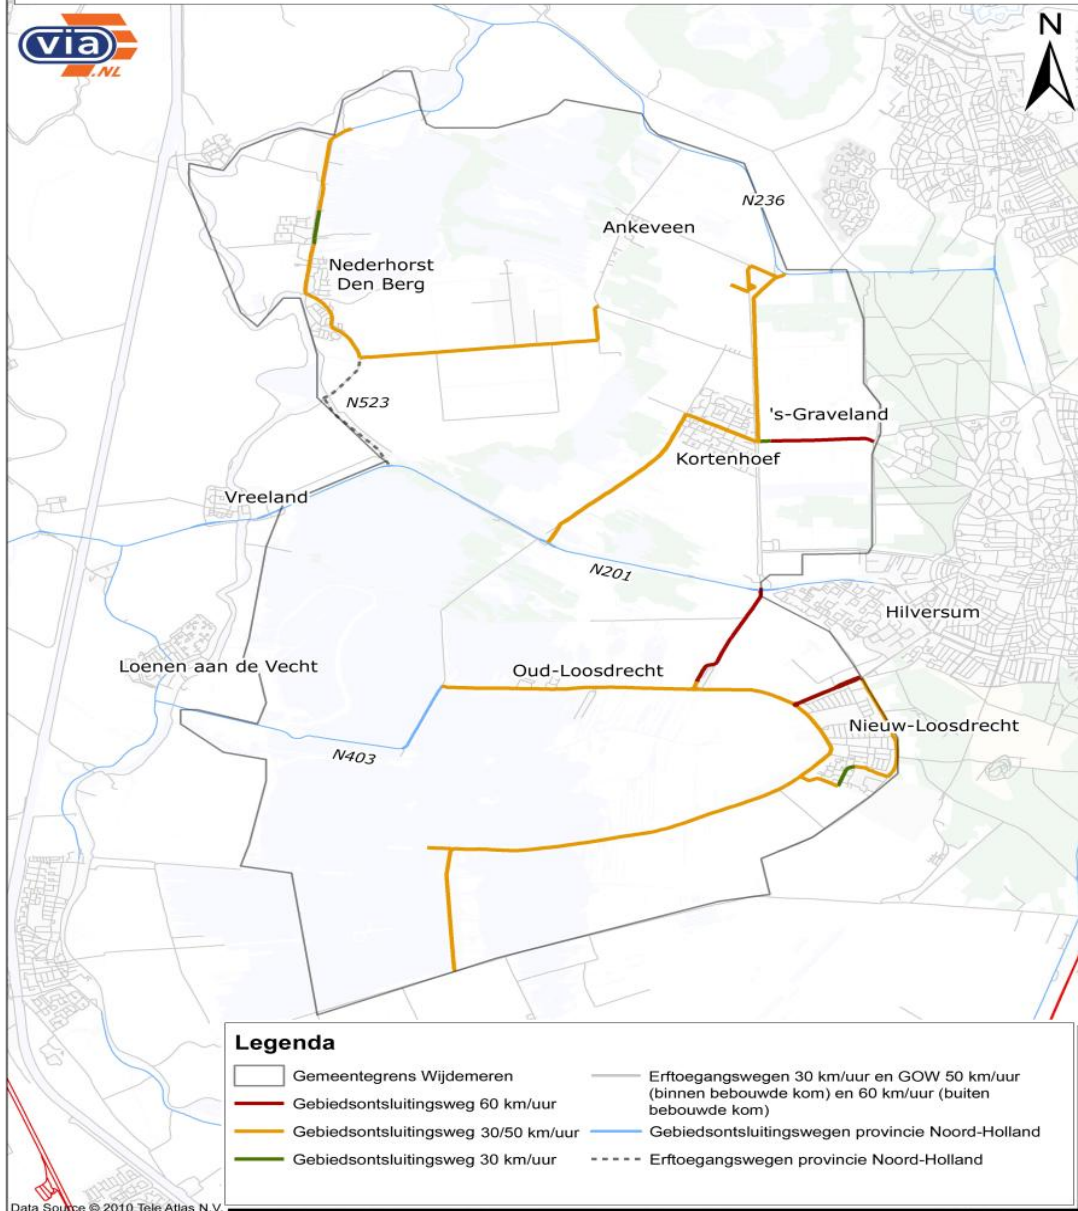 via
.NL
N
N236
Ankeveen
Nederhorst
Den Berg
N523
's-Graveland
Kortenhoef
Vreeland
N201
Hilversum
Loenen aan de Vecht
Oud-Loosdrecht
Nieuw-Loosdrecht
N403
Legenda
Gemeentegrens Wijdemeren
Gebiedsontsluitingsweg 60 km/uur
Gebiedsontsluitingsweg 30/50 km/uur
Gebiedsontsluitingsweg 30 km/uur
Erftoegangswegen 30 km/uur en GOW 50 km/uur
(binnen bebouwde kom) en 60 km/uur (buiten
bebouwde kom)
Gebiedsontsluitingswegen provincie Noord-Holland
Erftoegangswegen provincie Noord-Holland
Data Source © 2010 Tele Atlas N.V.